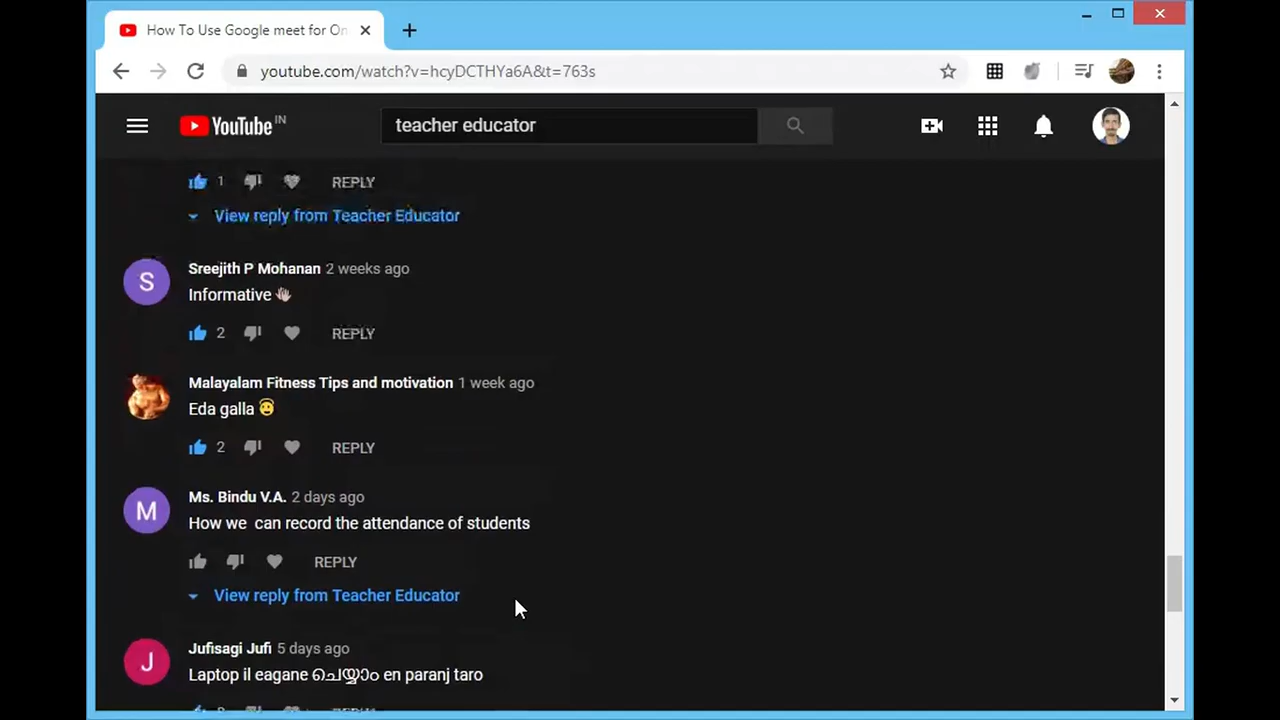 How To Use Google meet for On
youtube.com/watch?v=hcyDCTHYa6A&t=763s
YouTube IN
teacher educator
1 REPLY
View reply from Teacher Educator
S
Sreejith P Mohanan 2 weeks ago
Informative
2 REPLY
Malayalam Fitness Tips and motivation 1 week ago
Eda galla
2 REPLY
M
Ms. Bindu V.A. 2 days ago
How we can record the attendance of students
REPLY
View reply from Teacher Educator
J
Jufisagi Jufi 5 days ago
Laptop il eagane ചെയ്യാം en paranj taro